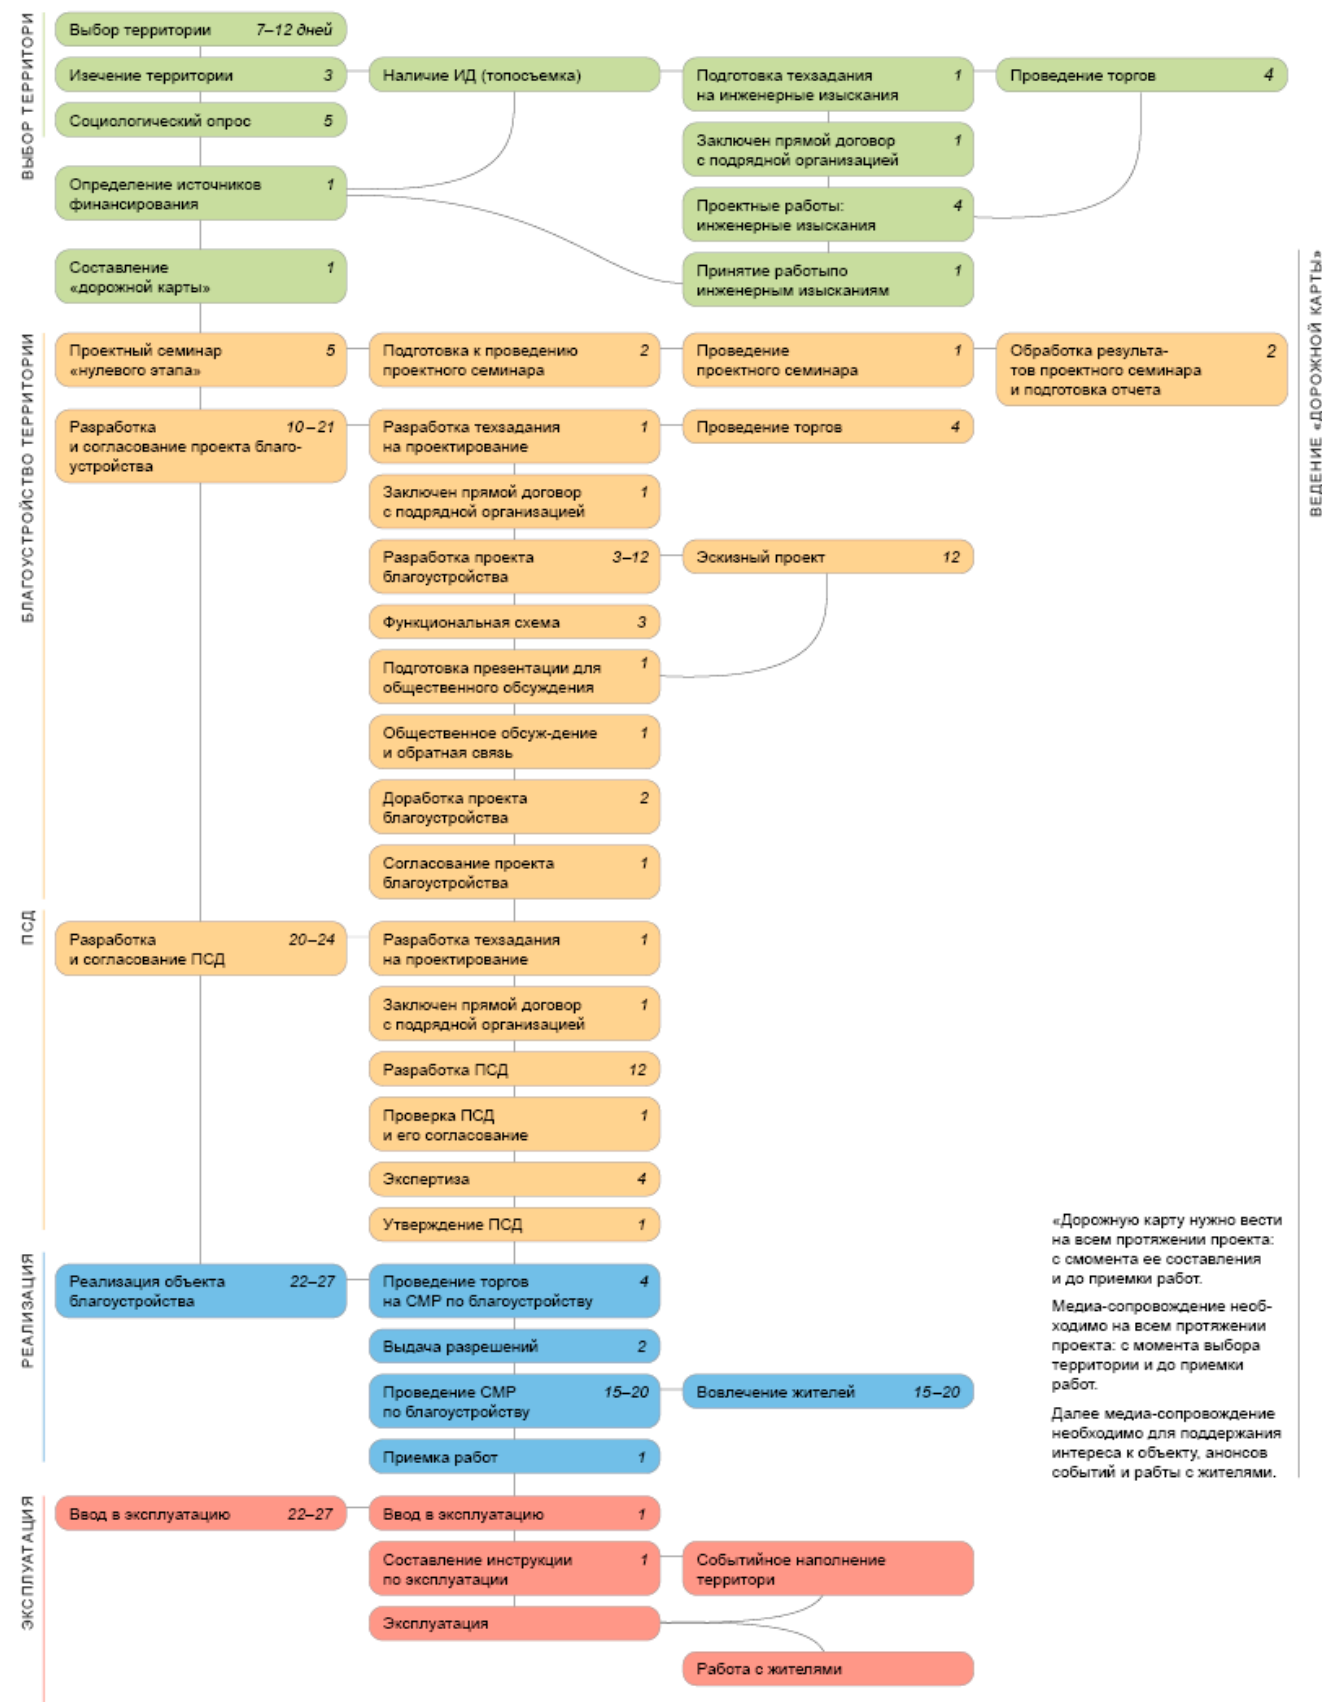 ВЫБОР ТЕРРИТОРИ
Выбор территории 7–12 дней
Изечение территории 3
Наличие ИД (топосъемка)
Подготовка техзадания 1
на инженерные изыскания
Проведение торгов 4
Социологический опрос 5
Заключен прямой договор 1
с подрядной организацией
Определение источников 1
финансирования
Проектные работы: 4
инженерные изыскания
Составление 1
«дорожной карты»
Принятие работыпо 1
инженерным изысканиям
ВЕДЕНИЕ «ДОРОЖНОЙ КАРТЫ»
БЛАГОУСТРОЙСТВО ТЕРРИТОРИИ
Проектный семинар 5
«нулевого этапа»
Подготовка к проведению 2
проектного семинара
Проведение 1
проектного семинара
Обработка результа- 2
тов проектного семинара
и подготовка отчета
Разработка 10–21
и согласование проекта благо-
устройства
Разработка техзадания 1
на проектирование
Проведение торгов 4
Заключен прямой договор 1
с подрядной организацией
Разработка проекта 3–12
благоустройства
Эскизный проект 12
Функциональная схема 3
Подготовка презентации для 1
общественного обсуждения
Общественное обсуж-дение 1
и обратная связь
Доработка проекта 2
благоустройства
Согласование проекта 1
благоустройства
ПСД
Разработка 20–24
и согласование ПСД
Разработка техзадания 1
на проектирование
Заключен прямой договор 1
с подрядной организацией
Разработка ПСД 12
Проверка ПСД 1
и его согласование
Экспертиза 4
Утверждение ПСД 1
РЕАЛИЗАЦИЯ
Реализация объекта 22–27
благоустройства
Проведение торгов 4
на СМР по благоустройству
Выдача разрешений 2
Проведение СМР 15–20
по благоустройству
Вовлечение жителей 15–20
Приемка работ 1
«Дорожную карту нужно вести
на всем протяжении проекта:
с смомента ее составления
и до приемки работ.
Медиа-сопровождение необ-
ходимо на всем протяжении
проекта: с момента выбора
территории и до приемки
работ.
Далее медиа-сопровождение
необходимо для поддержания
интереса к объекту, анонсов
событий и рабты с жителями.
ЭКСПЛУАТАЦИЯ
Ввод в эксплуатацию 22–27
Ввод в эксплуатацию 1
Составление инструкции 1
по эксплуатации
Событийное наполнение
территори
Эксплуатация
Работа с жителями